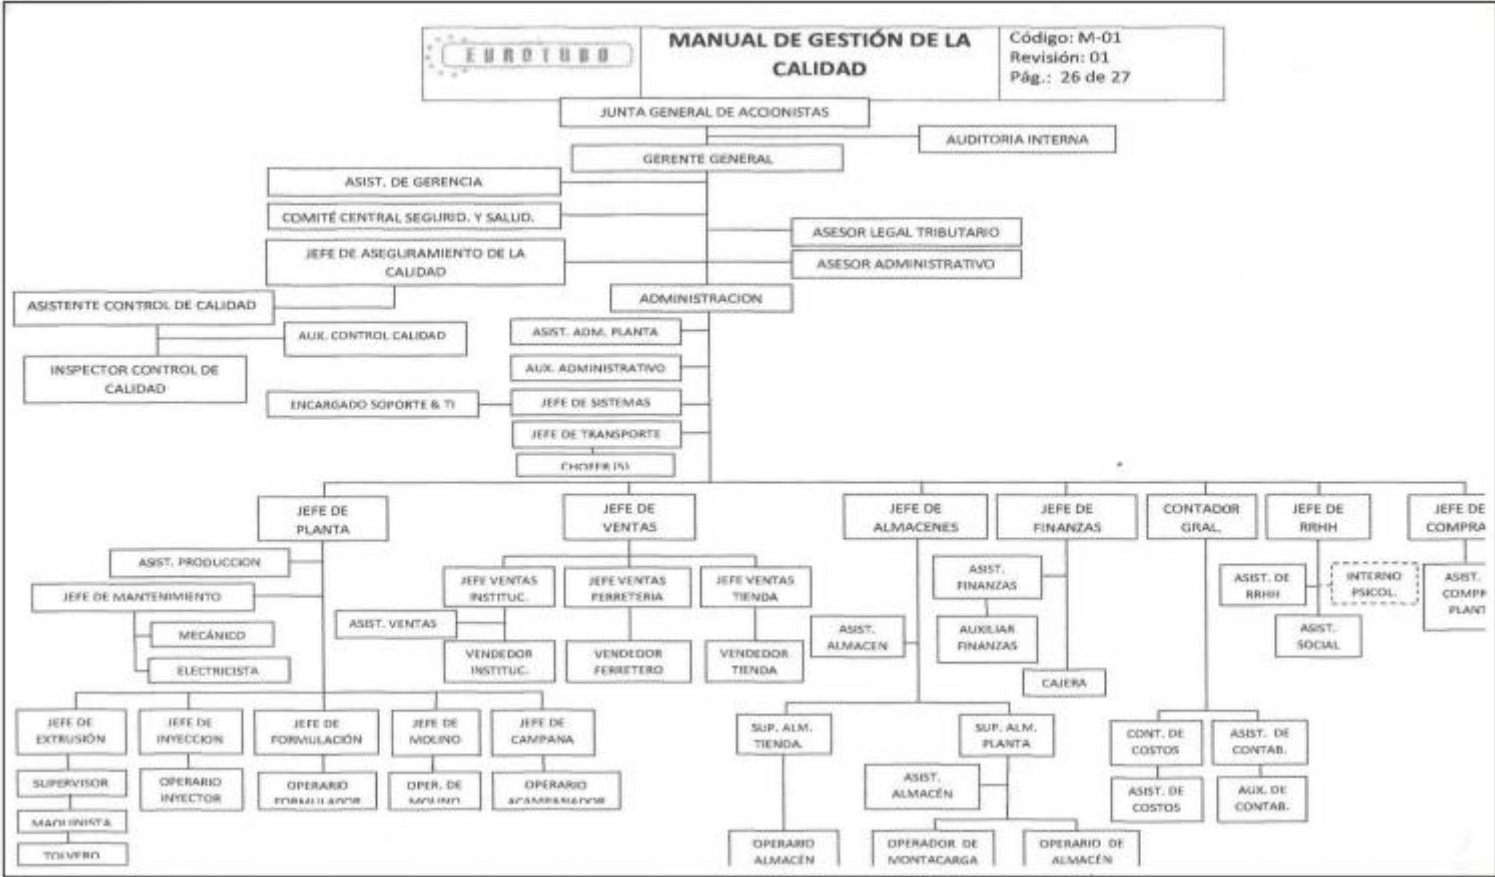 EUROTUBO
MANUAL DE GESTIÓN DE LA
CALIDAD
Código: M-01
Revisión: 01
Pág.: 26 de 27
JUNTA GENERAL DE ACCIONISTAS
AUDITORIA INTERNA
GERENTE GENERAL
ASIST. DE GERENCIA
COMITÉ CENTRAL SEGURID. Y SALUD.
ASESOR LEGAL TRIBUTARIO
JEFE DE ASEGURAMIENTO DE LA
CALIDAD
ASESOR ADMINISTRATIVO
ADMINISTRACION
ASISTENTE CONTROL DE CALIDAD
AUX. CONTROL CALIDAD
INSPECTOR CONTROL DE
CALIDAD
ASIST. ADM. PLANTA
AUX. ADMINISTRATIVO
ENCARGADO SOPORTE & TI
JEFE DE SISTEMAS
JEFE DE TRANSPORTE
CHOFER (S)
JEFE DE
PLANTA
JEFE DE
VENTAS
JEFE DE
ALMACENES
JEFE DE
FINANZAS
CONTADOR
GRAL.
JEFE DE
RRHH
JEFE DE
COMPRA
ASIST. PRODUCCION
JEFE DE MANTENIMIENTO
MECÁNICO
ELECTRICISTA
JEFE VENTAS
INSTITUC.
JEFE VENTAS
FERRETERIA
JEFE VENTAS
TIENDA
ASIST. VENTAS
VENDEDOR
INSTITUC.
VENDEDOR
FERRETERO
VENDEDOR
TIENDA
ASIST.
ALMACEN
ASIST.
FINANZAS
AUXILIAR
FINANZAS
CAJERA
ASIST. DE
RRHH
INTERNO
PSICOL.
ASIST.
SOCIAL
ASIST.
COMPR
PLANT
JEFE DE
EXTRUSIÓN
JEFE DE
INYECCION
JEFE DE
FORMULACIÓN
JEFE DE
MOLINO
JEFE DE
CAMPANA
SUPERVISOR
OPERARIO
INYECTOR
OPERARIO
FORMULADOR
OPER. DE
MOLINO
OPERARIO
ACAMPANADOR
MAQUINISTA
TOLVERO
SUP. ALM.
TIENDA.
SUP. ALM.
PLANTA
ASIST.
ALMACÉN
OPERARIO
ALMACÉN
OPERADOR DE
MONTACARGA
OPERARIO DE
ALMACÉN
CONT. DE
COSTOS
ASIST. DE
CONTAB.
ASIST. DE
COSTOS
AUX. DE
CONTAB.